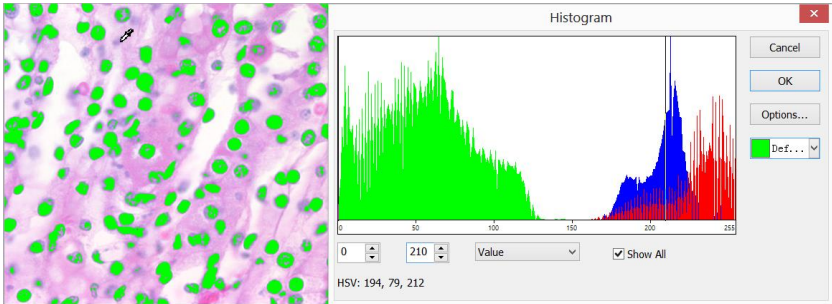 Histogram
Cancel
OK
Options...
Def...
0 50 100 150 200 255
0 210 Value Show All
HSV: 194, 79, 212